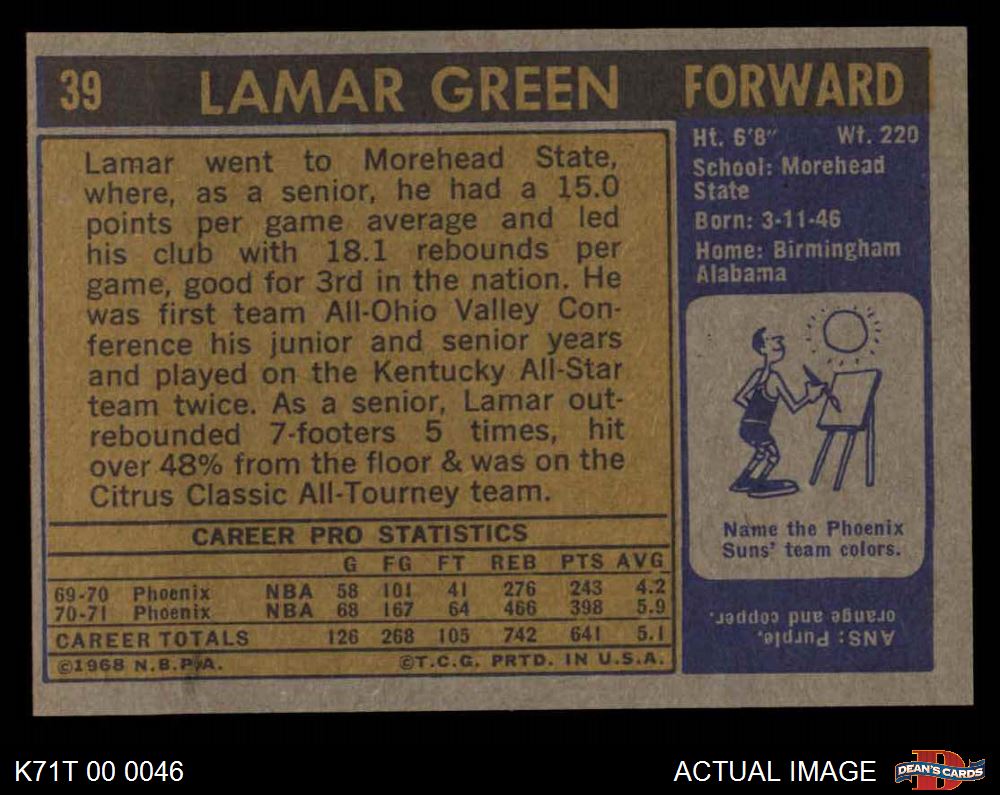 39 LAMAR GREEN FORWARD
Lamar went to Morehead State,
where, as a senior, he had a 15.0
points per game average and led
his club with 18.1 rebounds per
game, good for 3rd in the nation. He
was first team All-Ohio Valley Con-
ference his junior and senior years
and played on the Kentucky All-Star
team twice. As a senior, Lamar out-
rebounded 7-footers 5 times, hit
over 48% from the floor & was on the
Citrus Classic All-Tourney team.
CAREER PRO STATISTICS
G FG FT REB PTS AVG
69-70 Phoenix NBA 58 101 41 276 243 4.2
70-71 Phoenix NBA 68 167 64 466 398 5.9
CAREER TOTALS 126 268 105 742 641 5.1
©1968 N.B.P.A. ©T.C.G. PRTD. IN U.S.A.
Ht. 6'8" Wt. 220
School: Morehead
State
Born: 3-11-46
Home: Birmingham
Alabama
Name the Phoenix
Suns' team colors.
ANS: Purple,
orange and copper.
K71T 00 0046
ACTUAL IMAGE
D
DEAN'S CARDS